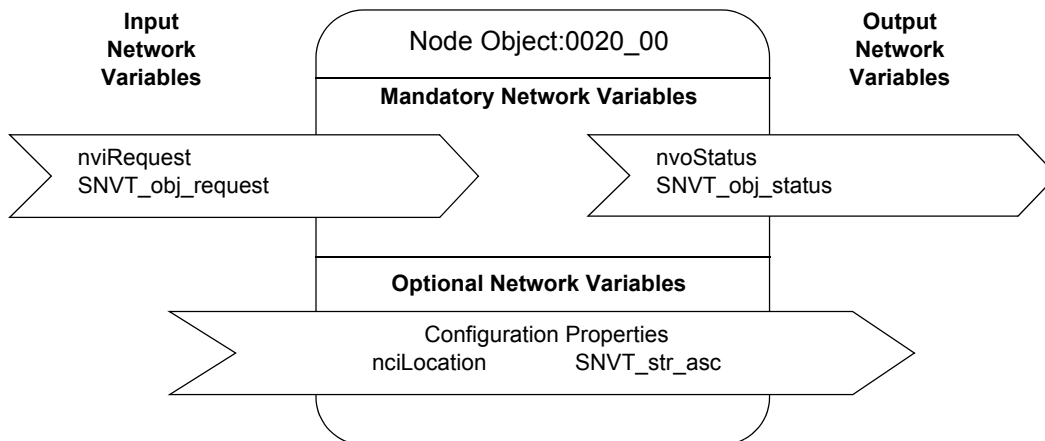 Input
Network
Variables
Node Object:0020_00
Output
Network
Variables
Mandatory Network Variables
nviRequest
SNVT_obj_request
nvoStatus
SNVT_obj_status
Optional Network Variables
Configuration Properties
nciLocation SNVT_str_asc